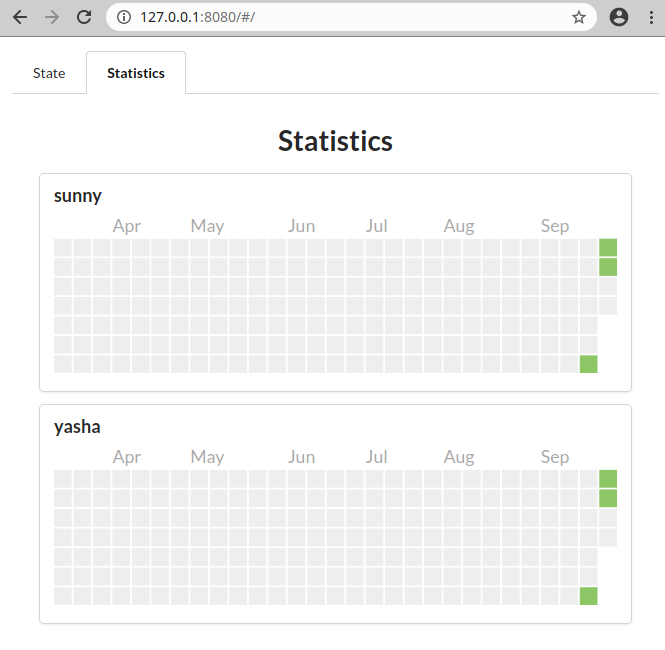 127.0.0.1:8080/#/
State Statistics
Statistics
sunny
Apr May Jun Jul Aug Sep
yasha
Apr May Jun Jul Aug Sep